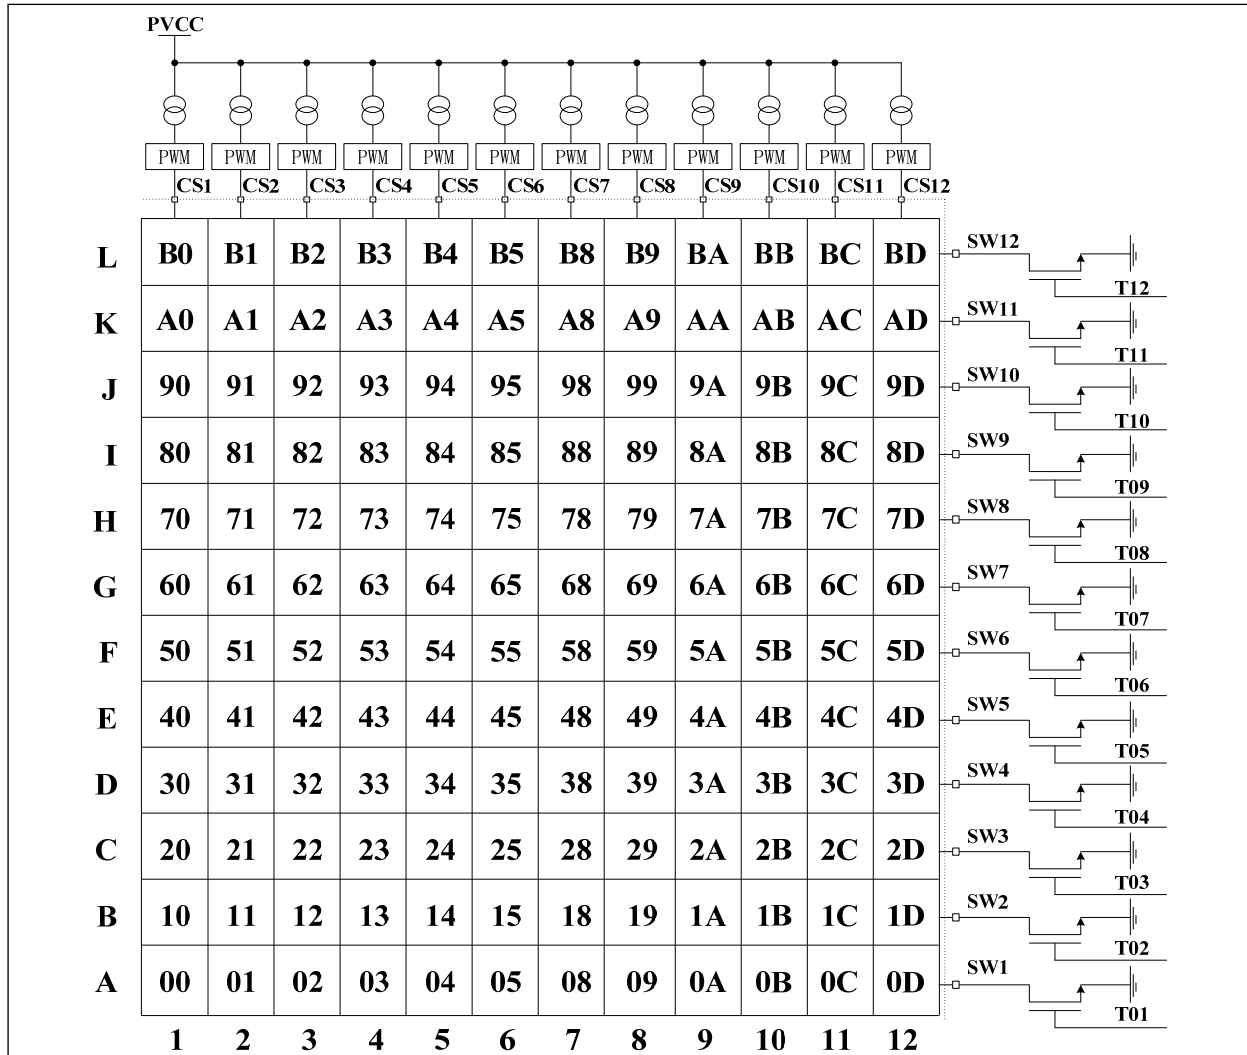 PVCC
PWM PWM PWM PWM PWM PWM PWM PWM PWM PWM PWM PWM
CS1 CS2 CS3 CS4 CS5 CS6 CS7 CS8 CS9 CS10 CS11 CS12
L B0 B1 B2 B3 B4 B5 B8 B9 BA BB BC BD SW12
T12
K A0 A1 A2 A3 A4 A5 A8 A9 AA AB AC AD SW11
T11
J 90 91 92 93 94 95 98 99 9A 9B 9C 9D SW10
T10
I 80 81 82 83 84 85 88 89 8A 8B 8C 8D SW9
T09
H 70 71 72 73 74 75 78 79 7A 7B 7C 7D SW8
T08
G 60 61 62 63 64 65 68 69 6A 6B 6C 6D SW7
T07
F 50 51 52 53 54 55 58 59 5A 5B 5C 5D SW6
T06
E 40 41 42 43 44 45 48 49 4A 4B 4C 4D SW5
T05
D 30 31 32 33 34 35 38 39 3A 3B 3C 3D SW4
T04
C 20 21 22 23 24 25 28 29 2A 2B 2C 2D SW3
T03
B 10 11 12 13 14 15 18 19 1A 1B 1C 1D SW2
T02
A 00 01 02 03 04 05 08 09 0A 0B 0C 0D SW1
T01
1 2 3 4 5 6 7 8 9 10 11 12